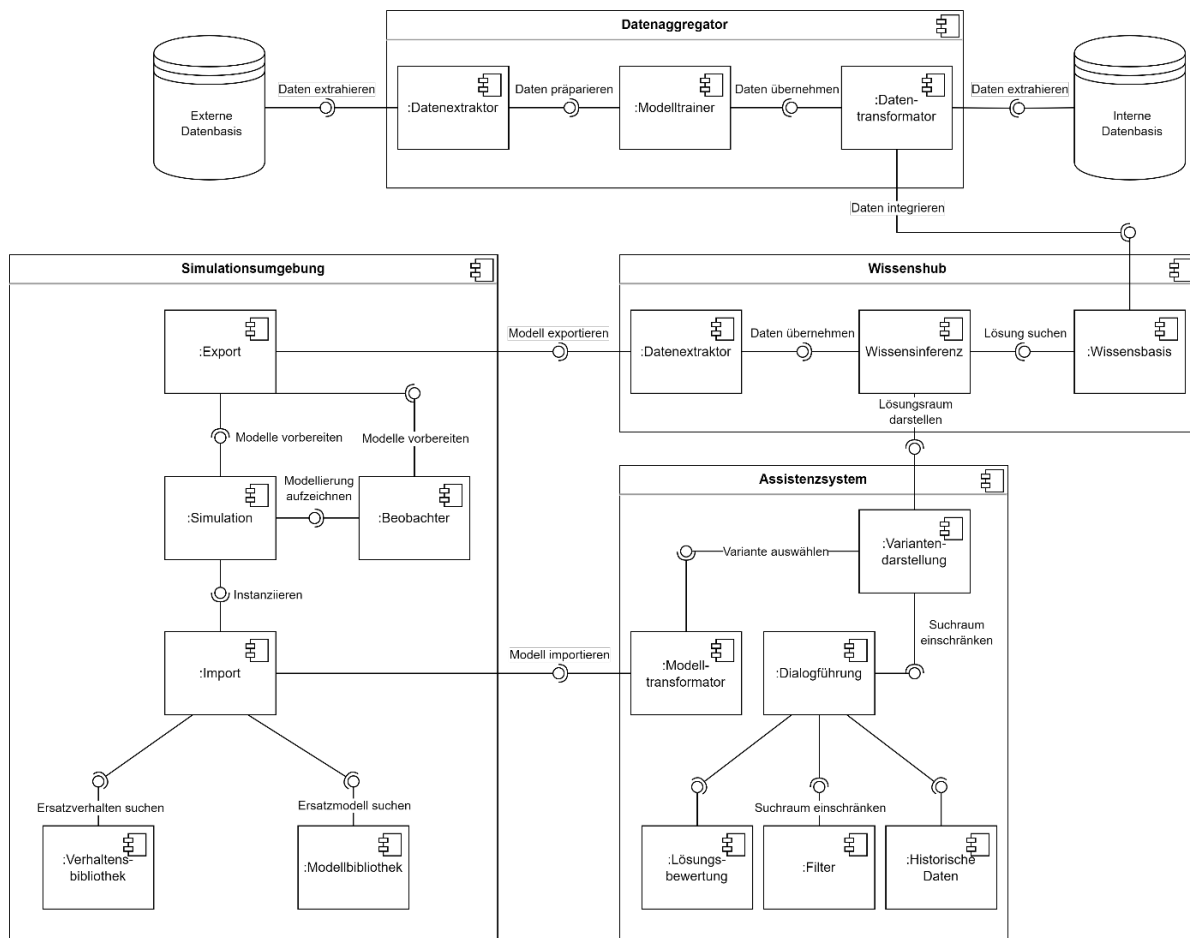 Datenaggregator
Externe
Datenbasis
Daten extrahieren
:Datenextraktor
Daten präparieren
:Modelltrainer
Daten übernehmen
:Daten-
transformator
Daten extrahieren
Interne
Datenbasis
Daten integrieren
Simulationsumgebung
:Export
Modelle vorbereiten
Modelle vorbereiten
:Simulation
Modellierung
aufzeichnen
:Beobachter
Instanziieren
:Import
Ersatzverhalten suchen
Ersatzmodell suchen
:Verhaltens-
bibliothek
:Modellbibliothek
Modell exportieren
Modell importieren
Wissenshub
:Datenextraktor
Daten übernehmen
Wissensinferenz
Lösung suchen
:Wissensbasis
Lösungsraum
darstellen
Assistenzsystem
:Varianten-
darstellung
Variante auswählen
Suchraum
einschränken
:Modell-
transformator
:Dialogführung
Suchraum einschränken
:Lösungs-
bewertung
:Filter
:Historische
Daten